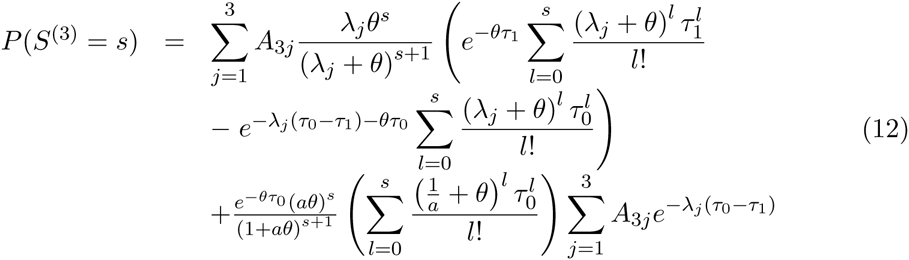 P(S^{(3)} = s) = \sum_{j=1}^{3} A_{3j} \frac{\lambda_j \theta^s}{(\lambda_j + \theta)^{s+1}} \left( e^{-\theta\tau_1} \sum_{l=0}^{s} \frac{(\lambda_j + \theta)^l \tau_1^l}{l!} \right.
\left. - e^{-\lambda_j(\tau_0 - \tau_1) - \theta\tau_0} \sum_{l=0}^{s} \frac{(\lambda_j + \theta)^l \tau_0^l}{l!} \right) (12)
+ \frac{e^{-\theta\tau_0}(a\theta)^s}{(1+a\theta)^{s+1}} \left( \sum_{l=0}^{s} \frac{(\frac{1}{a} + \theta)^l \tau_0^l}{l!} \right) \sum_{j=1}^{3} A_{3j} e^{-\lambda_j(\tau_0 - \tau_1)}